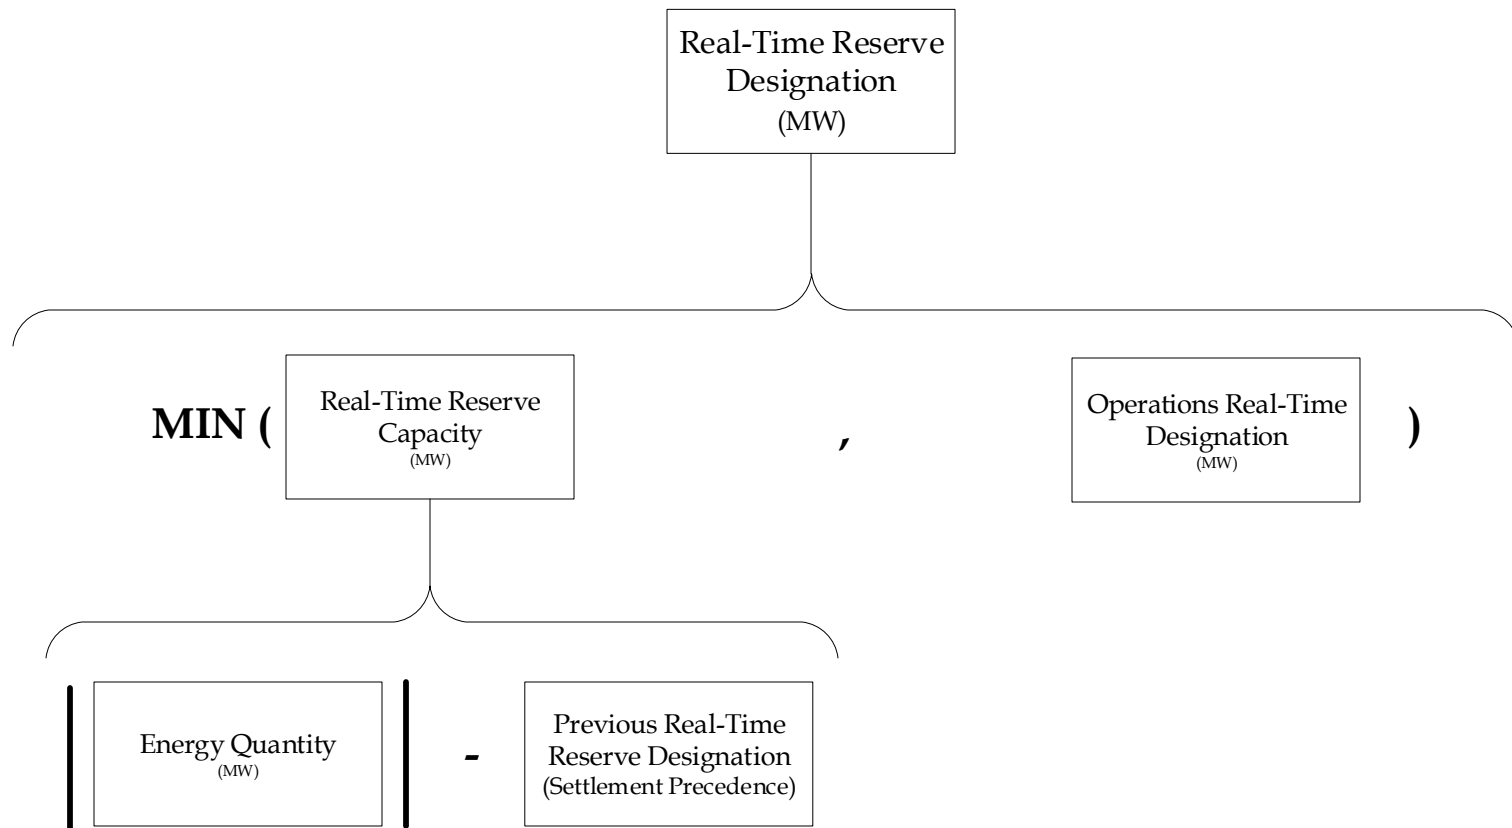 Real-Time Reserve
Designation
(MW)
MIN (
Real-Time Reserve
Capacity
(MW)
,
Operations Real-Time
Designation
(MW)
)
Energy Quantity
(MW)
-
Previous Real-Time
Reserve Designation
(Settlement Precedence)